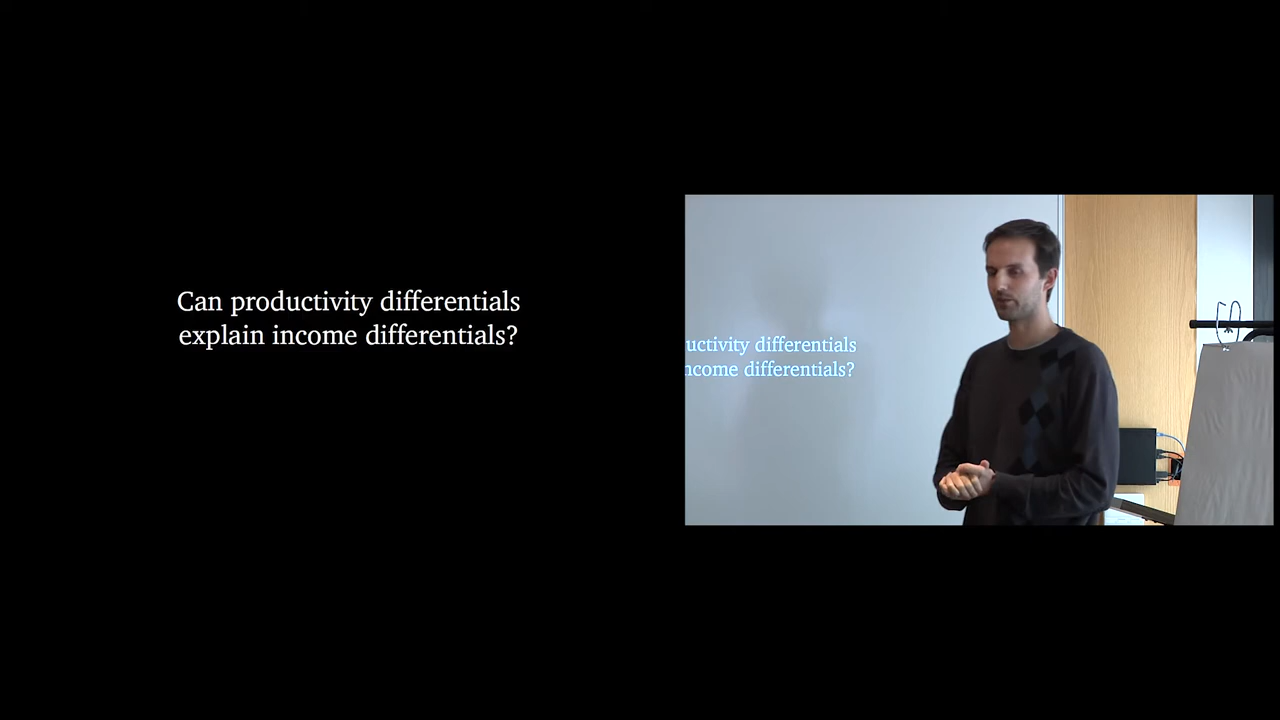 Can productivity differentials
explain income differentials?
uctivity differentials
ncome differentials?